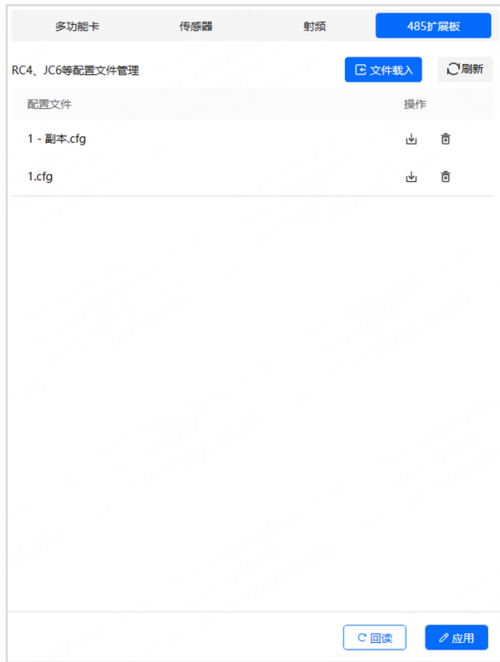 多功能卡 传感器 射频 485扩展板
RC4、JC6等配置文件管理 文件载入 刷新
配置文件 操作
1 - 副本.cfg
1.cfg
回读 应用